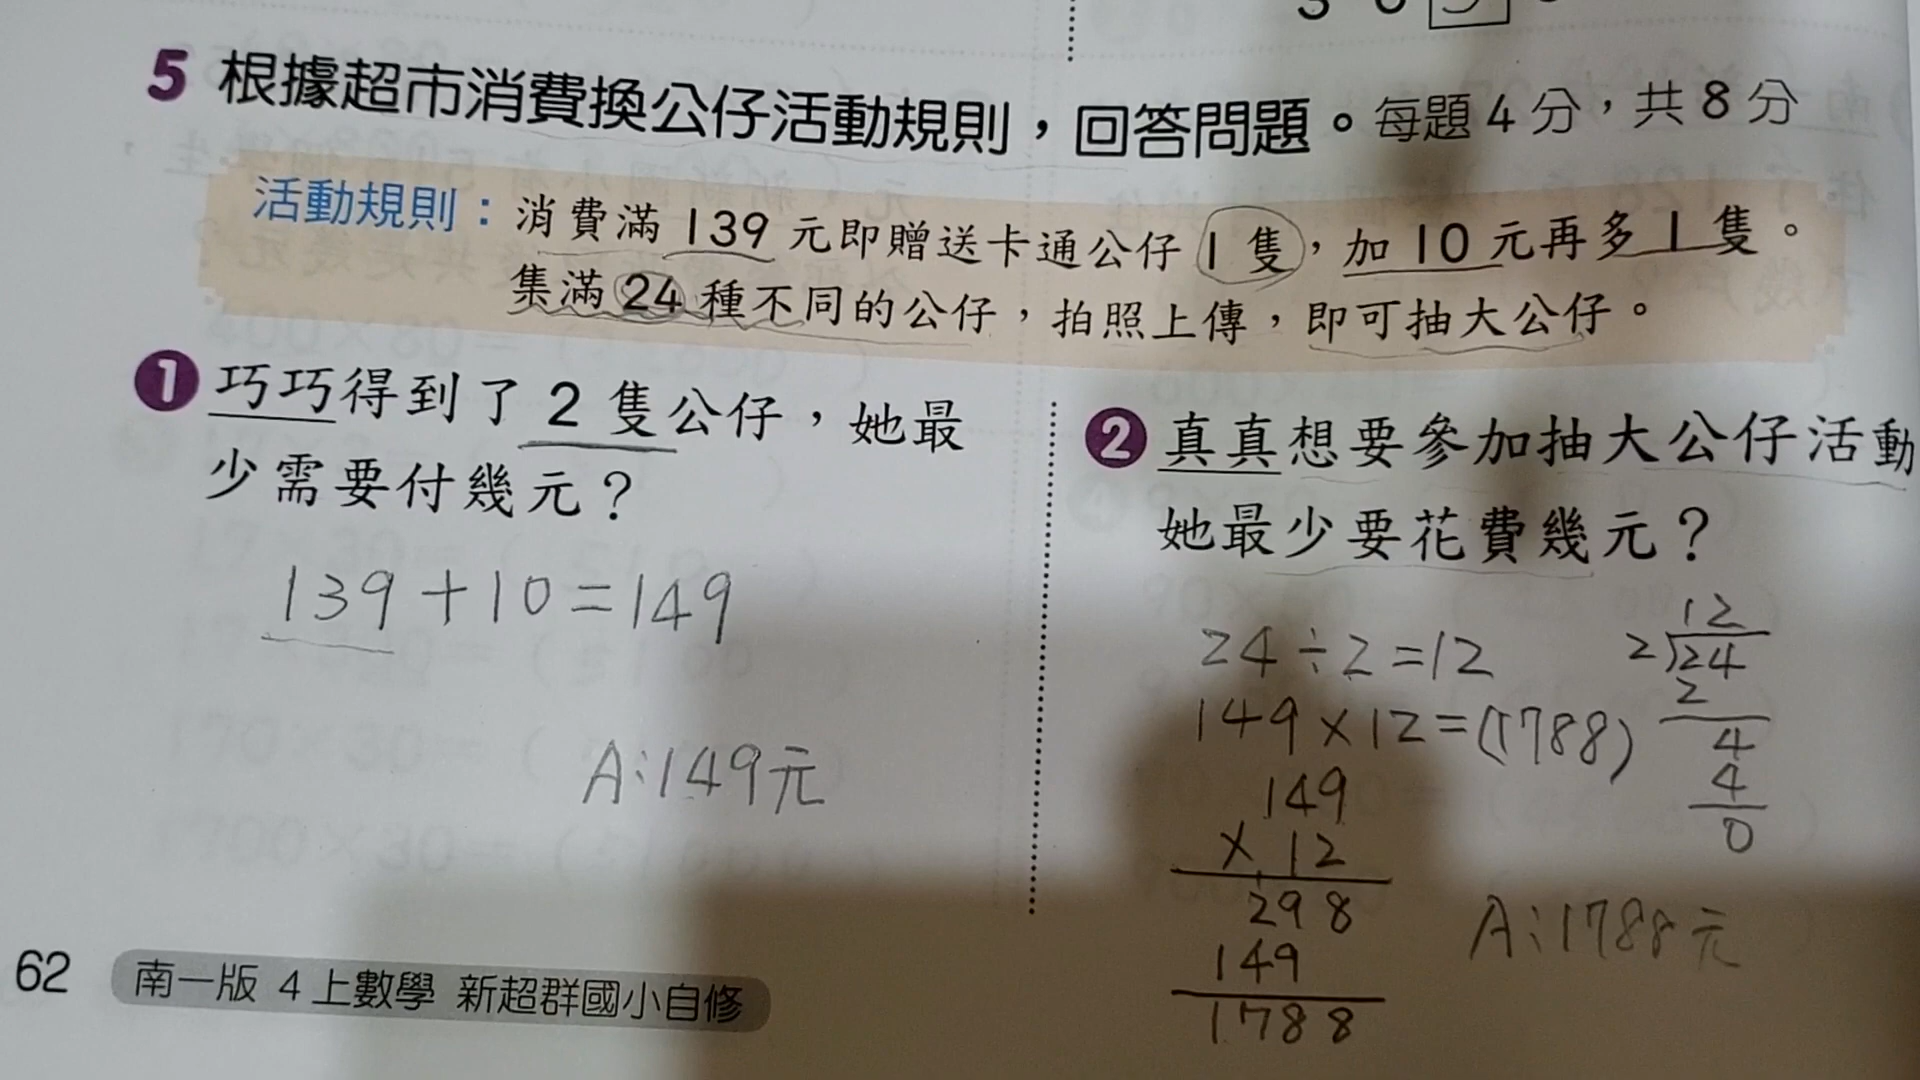 5 根據超市消費換公仔活動規則，回答問題。每題4分，共8分
活動規則：消費滿 139 元即贈送卡通公仔 1 隻，加 10 元再多 1 隻。
集滿 24 種不同的公仔，拍照上傳，即可抽大公仔。
1 巧巧得到了 2 隻公仔，她最
少需要付幾元？
139+10=149
A:149元
2 真真想要參加抽大公仔活動
她最少要花費幾元？
24÷2=12
149×12=(1788)
149
×12
298
149
1788
12
2)24
2
4
4
0
A:1788元
62 南一版 4上數學 新超群國小自修